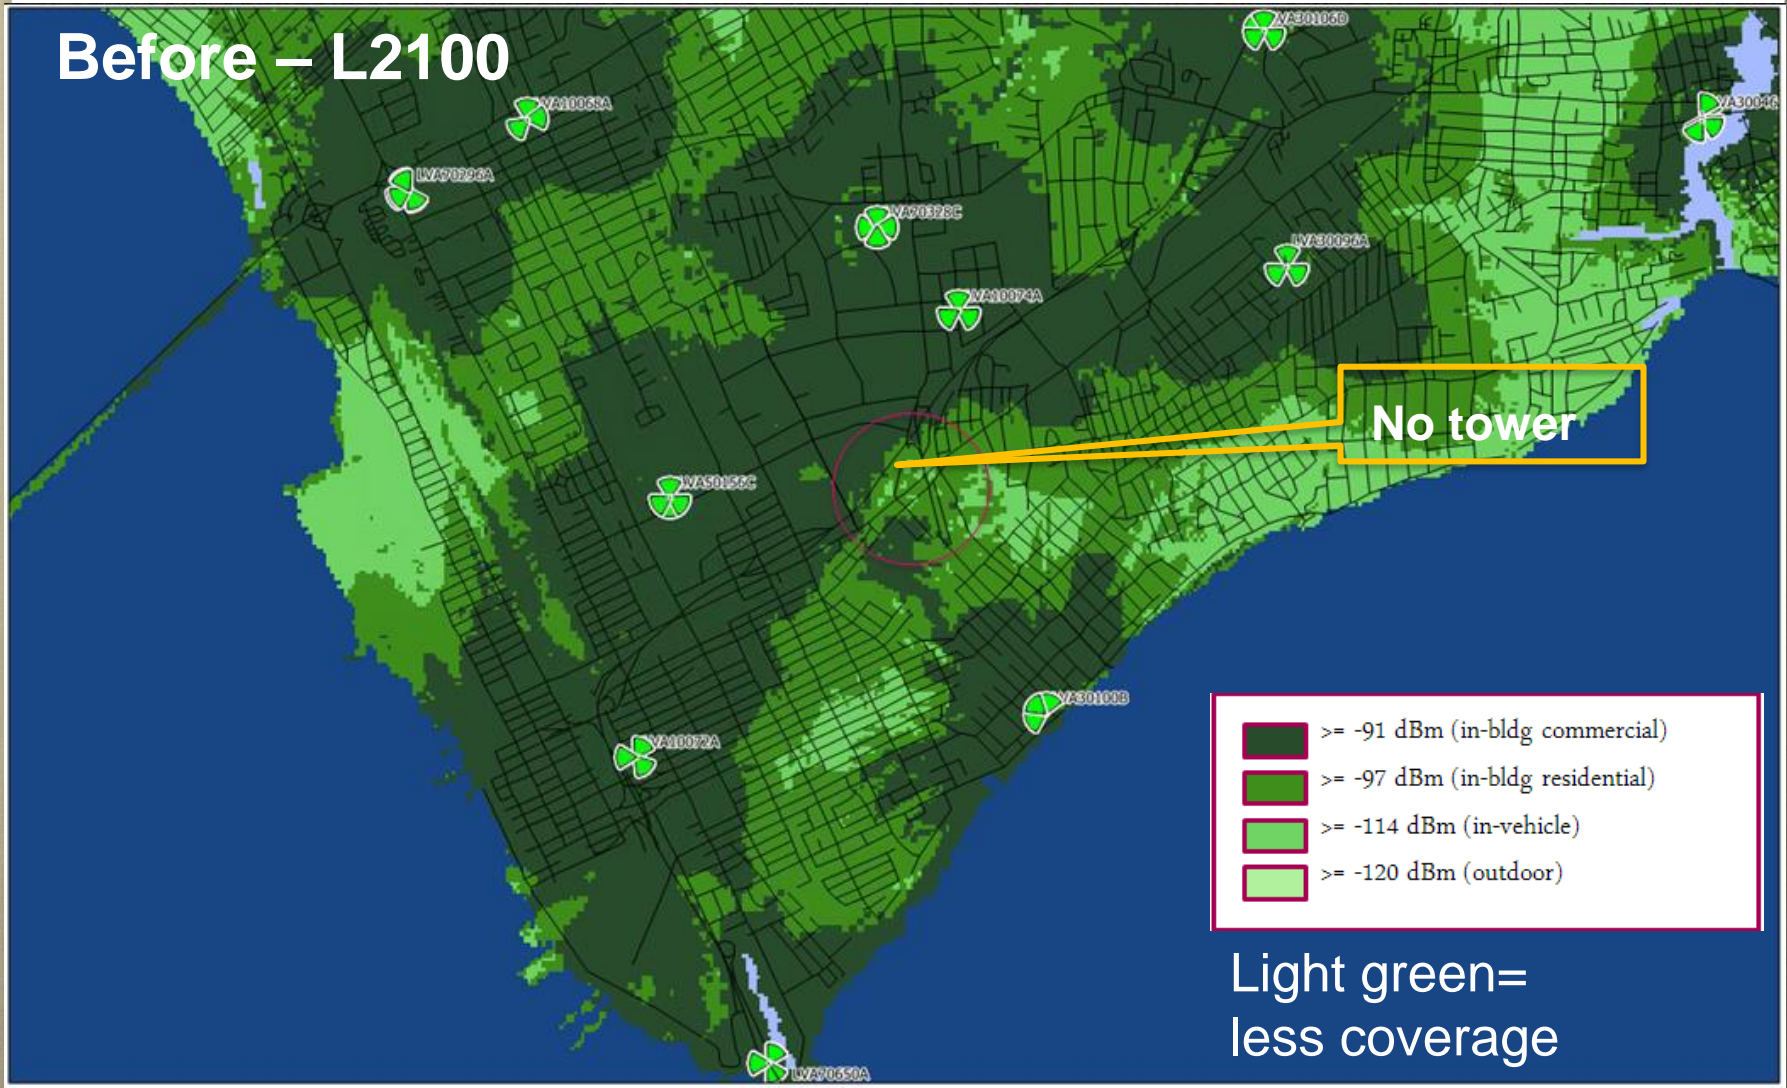 Before – L2100
VA30106D
VA10068A
VA30046
LVA70296A
VA70328C
LVA30096A
VA10074A
No tower
LVA50156C
VA30100B
VA10072A
>= -91 dBm (in-bldg commercial)
>= -97 dBm (in-bldg residential)
>= -114 dBm (in-vehicle)
>= -120 dBm (outdoor)
Light green=
less coverage
LVA70650A